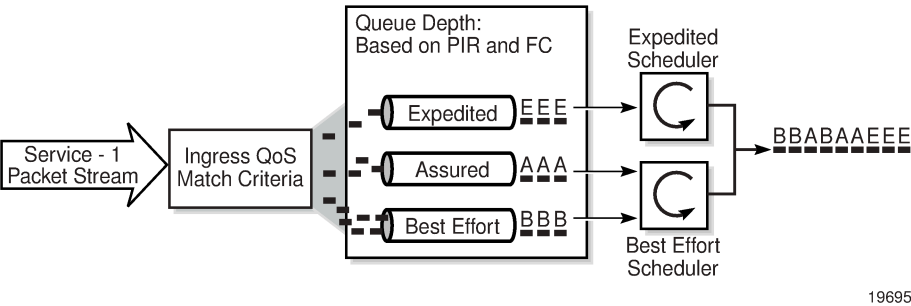 Queue Depth:
Based on PIR and FC
Expedited
Scheduler
Expedited
EEE
BBABAAEEE
Service - 1
Packet Stream
Ingress QoS
Match Criteria
Assured
AAA
Best Effort
BBB
Best Effort
Scheduler
19695